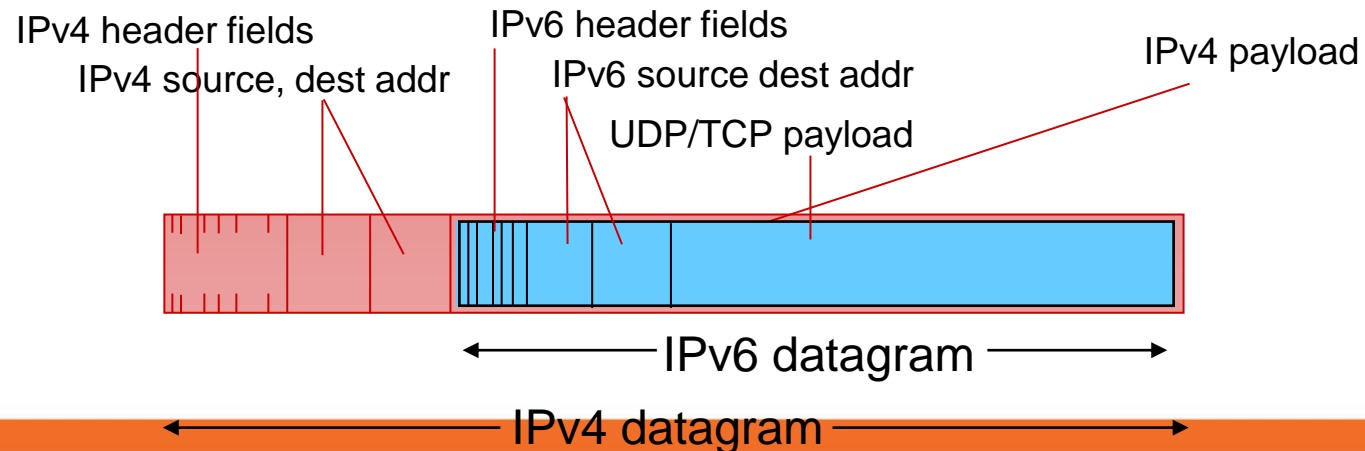 IPv4 header fields
IPv6 header fields
IPv4 payload
IPv4 source, dest addr
IPv6 source dest addr
UDP/TCP payload
IPv6 datagram
IPv4 datagram